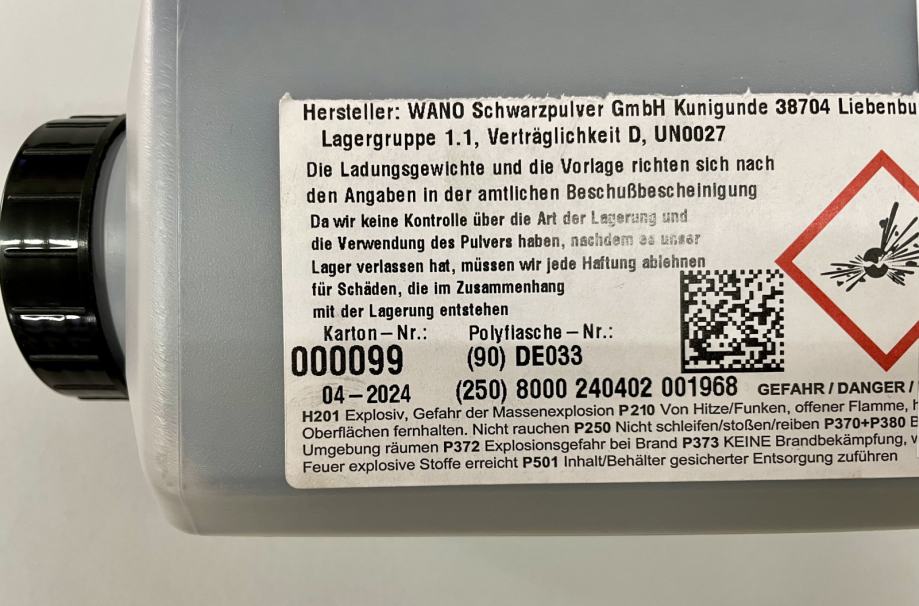 Hersteller: WANO Schwarzpulver GmbH Kunigunde 38704 Liebenbu
Lagergruppe 1.1, Verträglichkeit D, UN0027
Die Ladungsgewichte und die Vorlage richten sich nach
den Angaben in der amtlichen Beschußbescheinigung
Da wir keine Kontrolle über die Art der Lagerung und
die Verwendung des Pulvers haben, nachdem es unser
Lager verlassen hat, müssen wir jede Haftung ablehnen
für Schäden, die im Zusammenhang
mit der Lagerung entstehen
Karton-Nr.: Polyflasche-Nr.:
000099 (90) DE033
04-2024 (250) 8000 240402 001968 GEFAHR / DANGER /
H201 Explosiv, Gefahr der Massenexplosion P210 Von Hitze/Funken, offener Flamme, h
Oberflächen fernhalten. Nicht rauchen P250 Nicht schleifen/stoßen/reiben P370+P380 E
Umgebung räumen P372 Explosionsgefahr bei Brand P373 KEINE Brandbekämpfung, w
Feuer explosive Stoffe erreicht P501 Inhalt/Behälter gesicherter Entsorgung zuführen